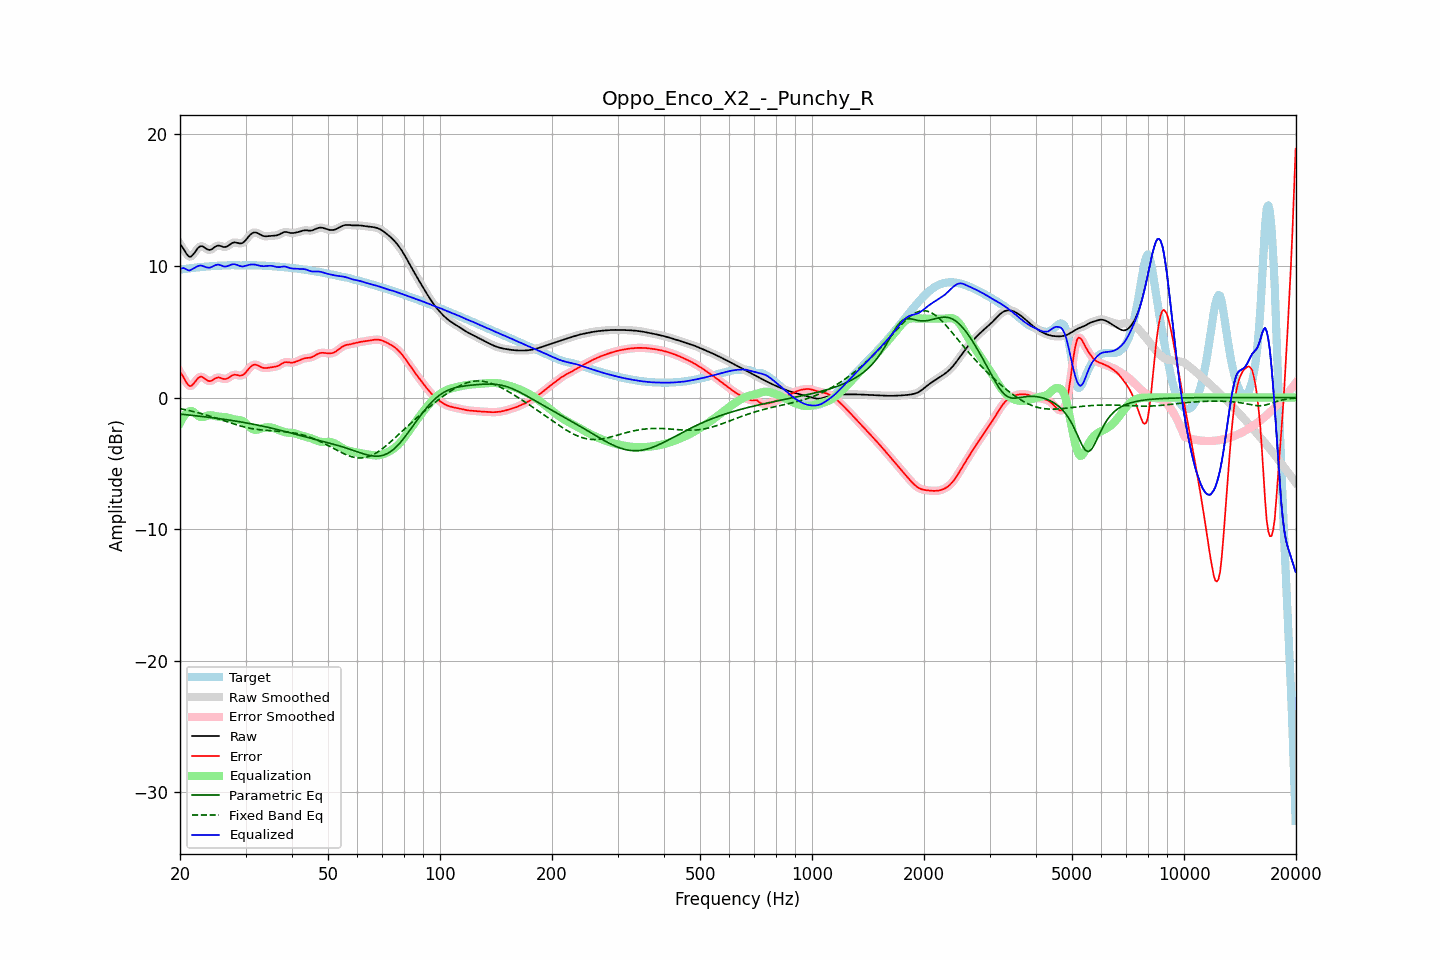 Oppo_Enco_X2_-_Punchy_R
Amplitude (dBr)
20
10
0
−10
−20
−30
Target
Raw Smoothed
Error Smoothed
Raw
Error
Equalization
Parametric Eq
Fixed Band Eq
Equalized
20 50 100 200 500 1000 2000 5000 10000 20000
Frequency (Hz)